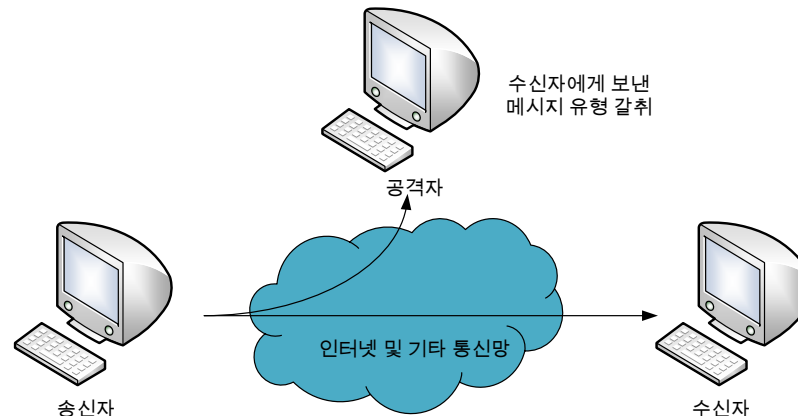 수신자에게 보낸
메시지 유형 갈취
공격자
인터넷 및 기타 통신망
송신자
수신자